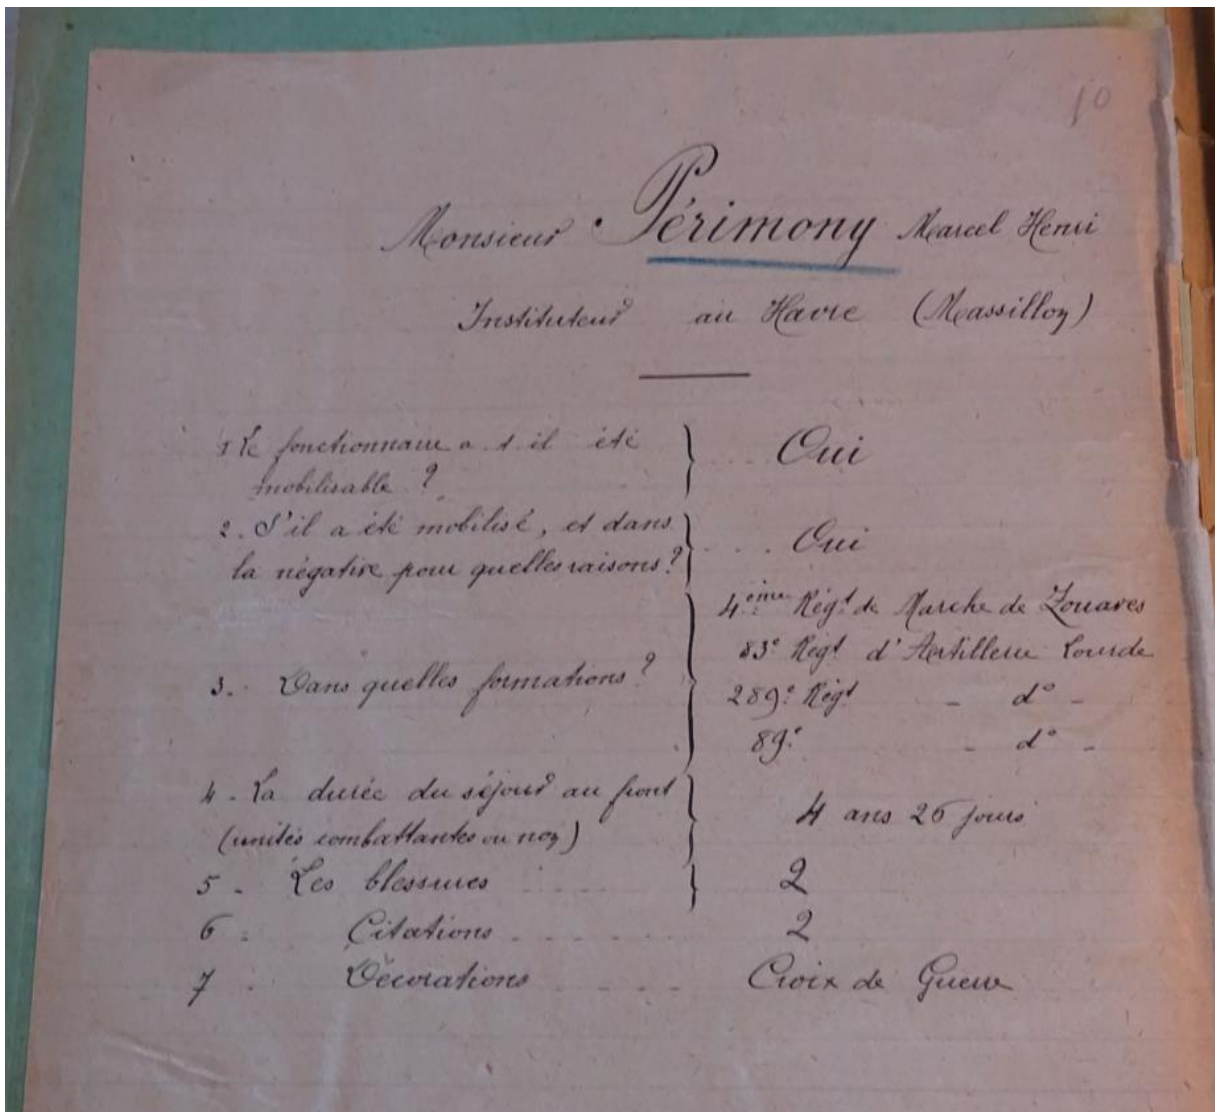 10
Monsieur Périmony Marcel Henri
Instituteur au Havre (Massillon)
1 Le fonctionnaire a-t-il été
mobilisable ?
Oui
2. S'il a été mobilisé, et dans
la négative pour quelles raisons ?
Oui
3. Dans quelles formations ?
4ème Régt de Marche de Zouaves
83e Régt d'Artillerie Lourde
289e Régt - do -
89e - do -
4 - La durée du séjour au front
(unités combattantes ou non)
4 ans 26 jours
5 - Les blessures 2
6 - Citations 2
7 - Décorations Croix de Guerre